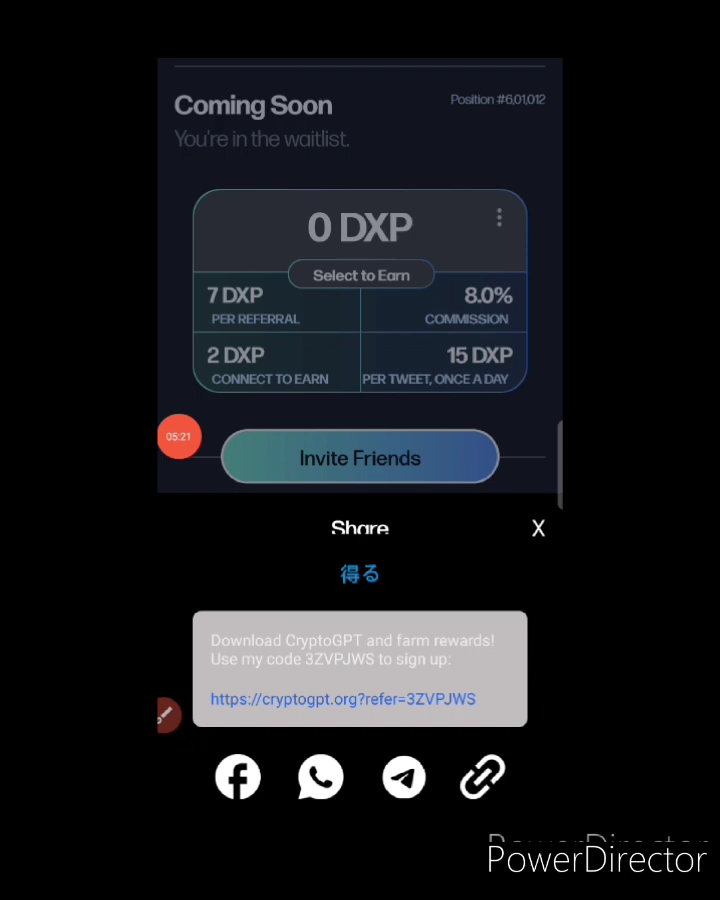 Coming Soon
Position #6,01,012
You're in the waitlist.
0 DXP
Select to Earn
7 DXP
8.0%
PER REFERRAL
COMMISSION
2 DXP
15 DXP
CONNECT TO EARN
PER TWEET, ONCE A DAY
05:21
Invite Friends
Share
X
得る
Download CryptoGPT and farm rewards!
Use my code 3ZVPJWS to sign up:
https://cryptogpt.org?refer=3ZVPJWS
PowerDirector
PowerDirector